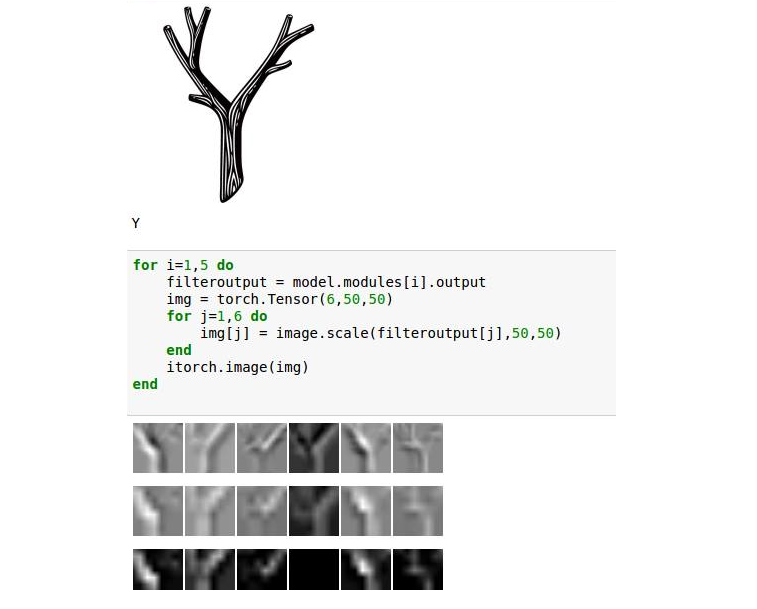 Y
for i=1,5 do
    filteroutput = model.modules[i].output
    img = torch.Tensor(6,50,50)
    for j=1,6 do
        img[j] = image.scale(filteroutput[j],50,50)
    end
    itorch.image(img)
end